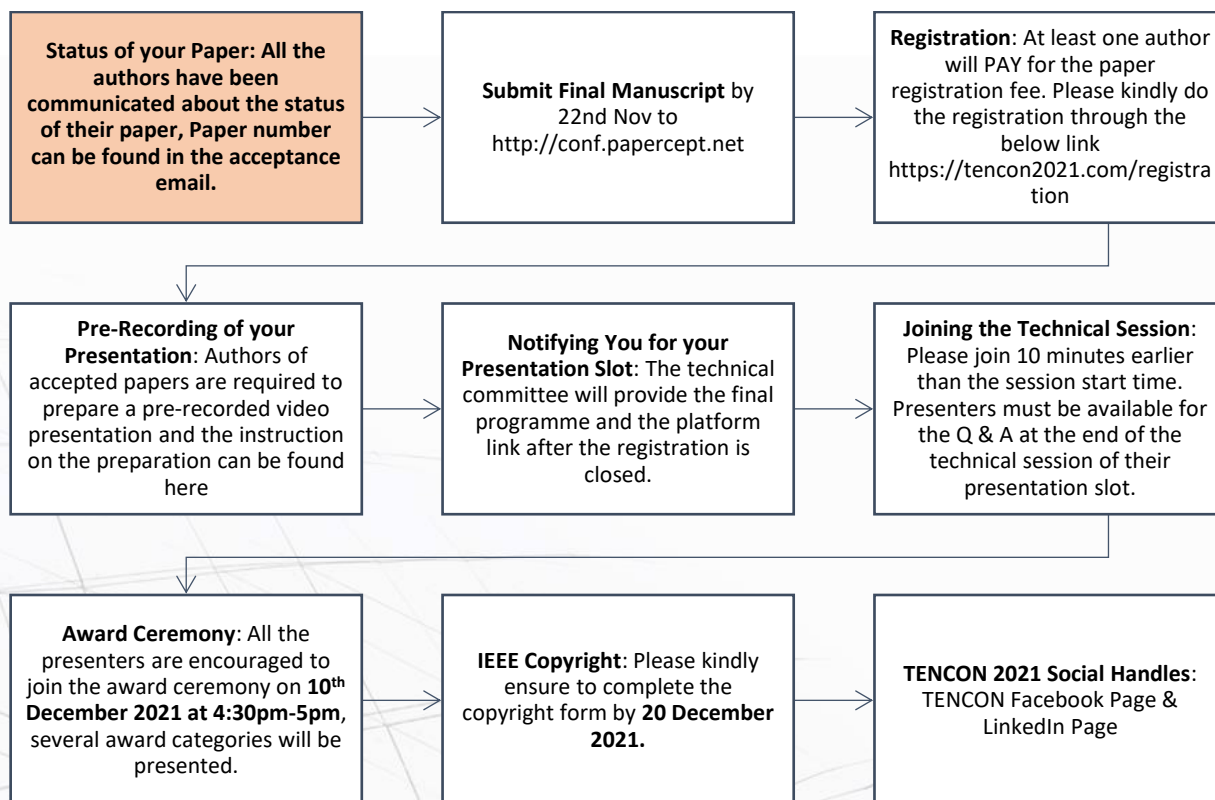 Status of your Paper: All the
authors have been
communicated about the status
of their paper, Paper number
can be found in the acceptance
email.
Submit Final Manuscript by
22nd Nov to
http://conf.papercept.net
Registration: At least one author
will PAY for the paper
registration fee. Please kindly do
the registration through the
below link
https://tencon2021.com/registra
tion
Pre-Recording of your
Presentation: Authors of
accepted papers are required to
prepare a pre-recorded video
presentation and the instruction
on the preparation can be found
here
Notifying You for your
Presentation Slot: The technical
committee will provide the final
programme and the platform
link after the registration is
closed.
Joining the Technical Session:
Please join 10 minutes earlier
than the session start time.
Presenters must be available for
the Q & A at the end of the
technical session of their
presentation slot.
Award Ceremony: All the
presenters are encouraged to
join the award ceremony on 10th
December 2021 at 4:30pm-5pm,
several award categories will be
presented.
IEEE Copyright: Please kindly
ensure to complete the
copyright form by 20 December
2021.
TENCON 2021 Social Handles:
TENCON Facebook Page &
LinkedIn Page